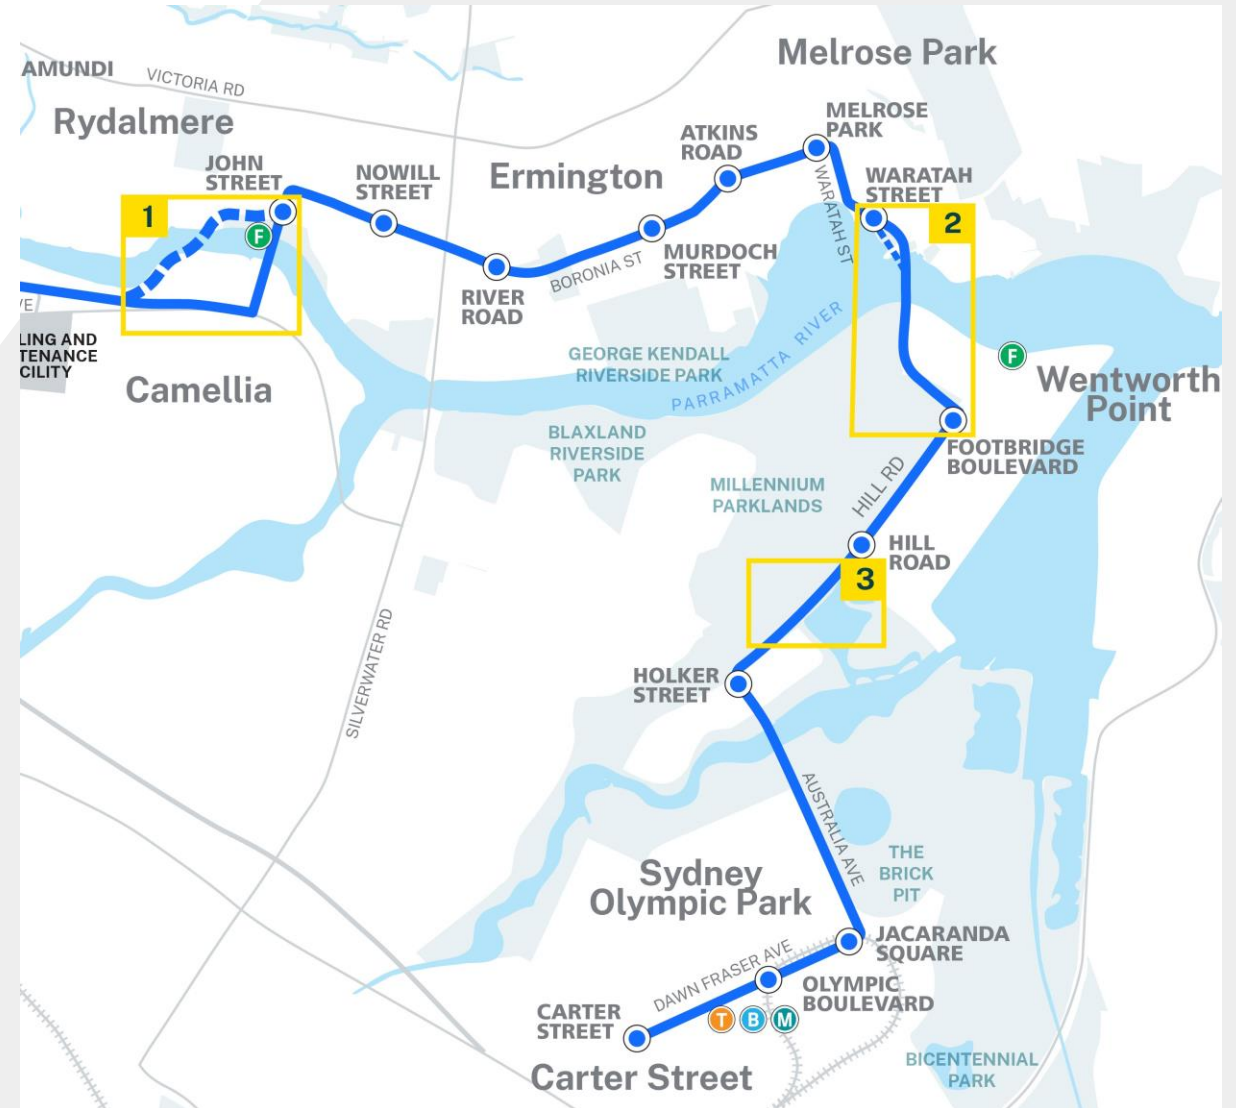 Melrose Park
AMUNDI
VICTORIA RD
Rydalmere
MELROSE
PARK
ATKINS
ROAD
JOHN
STREET
NOWILL
STREET
Ermington
WARATAH
STREET
WARATAH ST
1
F
2
MURDOCH
STREET
BORONIA ST
RIVER
ROAD
VE
LING AND
TENANCE
CILITY
Camellia
GEORGE KENDALL
RIVERSIDE PARK
PARRAMATTA RIVER
F
Wentworth
Point
BLAXLAND
RIVERSIDE
PARK
FOOTBRIDGE
BOULEVARD
MILLENNIUM
PARKLANDS
HILL RD
HILL
ROAD
3
SILVERWATER RD
HOLKER
STREET
AUSTRALIA AVE
THE
BRICK
PIT
Sydney
Olympic Park
JACARANDA
SQUARE
DAWN FRASER AVE
OLYMPIC
BOULEVARD
CARTER
STREET
T B M
Carter Street
BICENTENNIAL
PARK